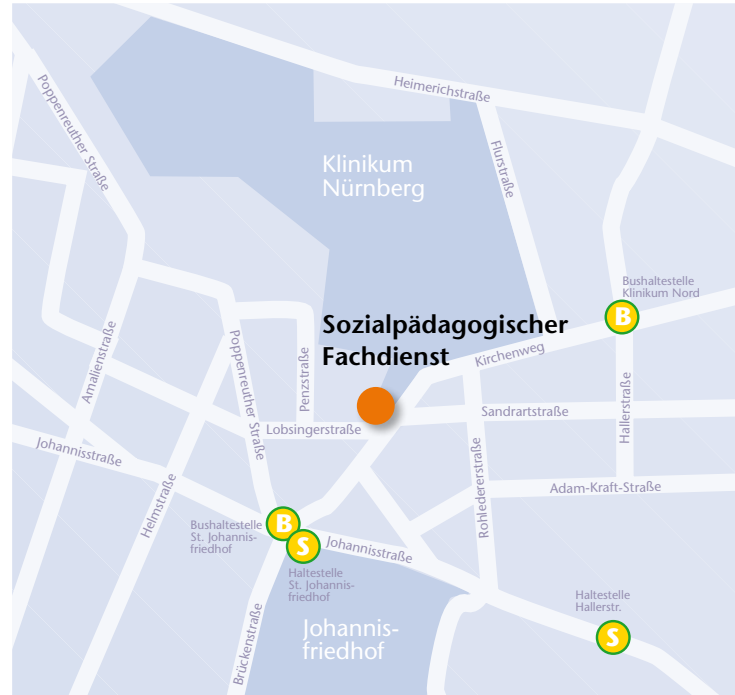 Poppenreuther Straße
Heimerichstraße
Flurstraße
Klinikum
Nürnberg
Bushaltestelle
Klinikum Nord
B
Sozialpädagogischer
Fachdienst
Kirchenweg
Amalienstraße
Poppenreuther Straße
Penzstraße
Lobsingerstraße
Sandrartstraße
Hallerstraße
Johannisstraße
Helmstraße
Rohledererstraße
Adam-Kraft-Straße
Bushaltestelle
St. Johannis-
friedhof
B
S
Johannisstraße
Haltestelle
St. Johannis-
friedhof
Haltestelle
Hallerstr.
S
Johannis-
friedhof
Brückenstraße